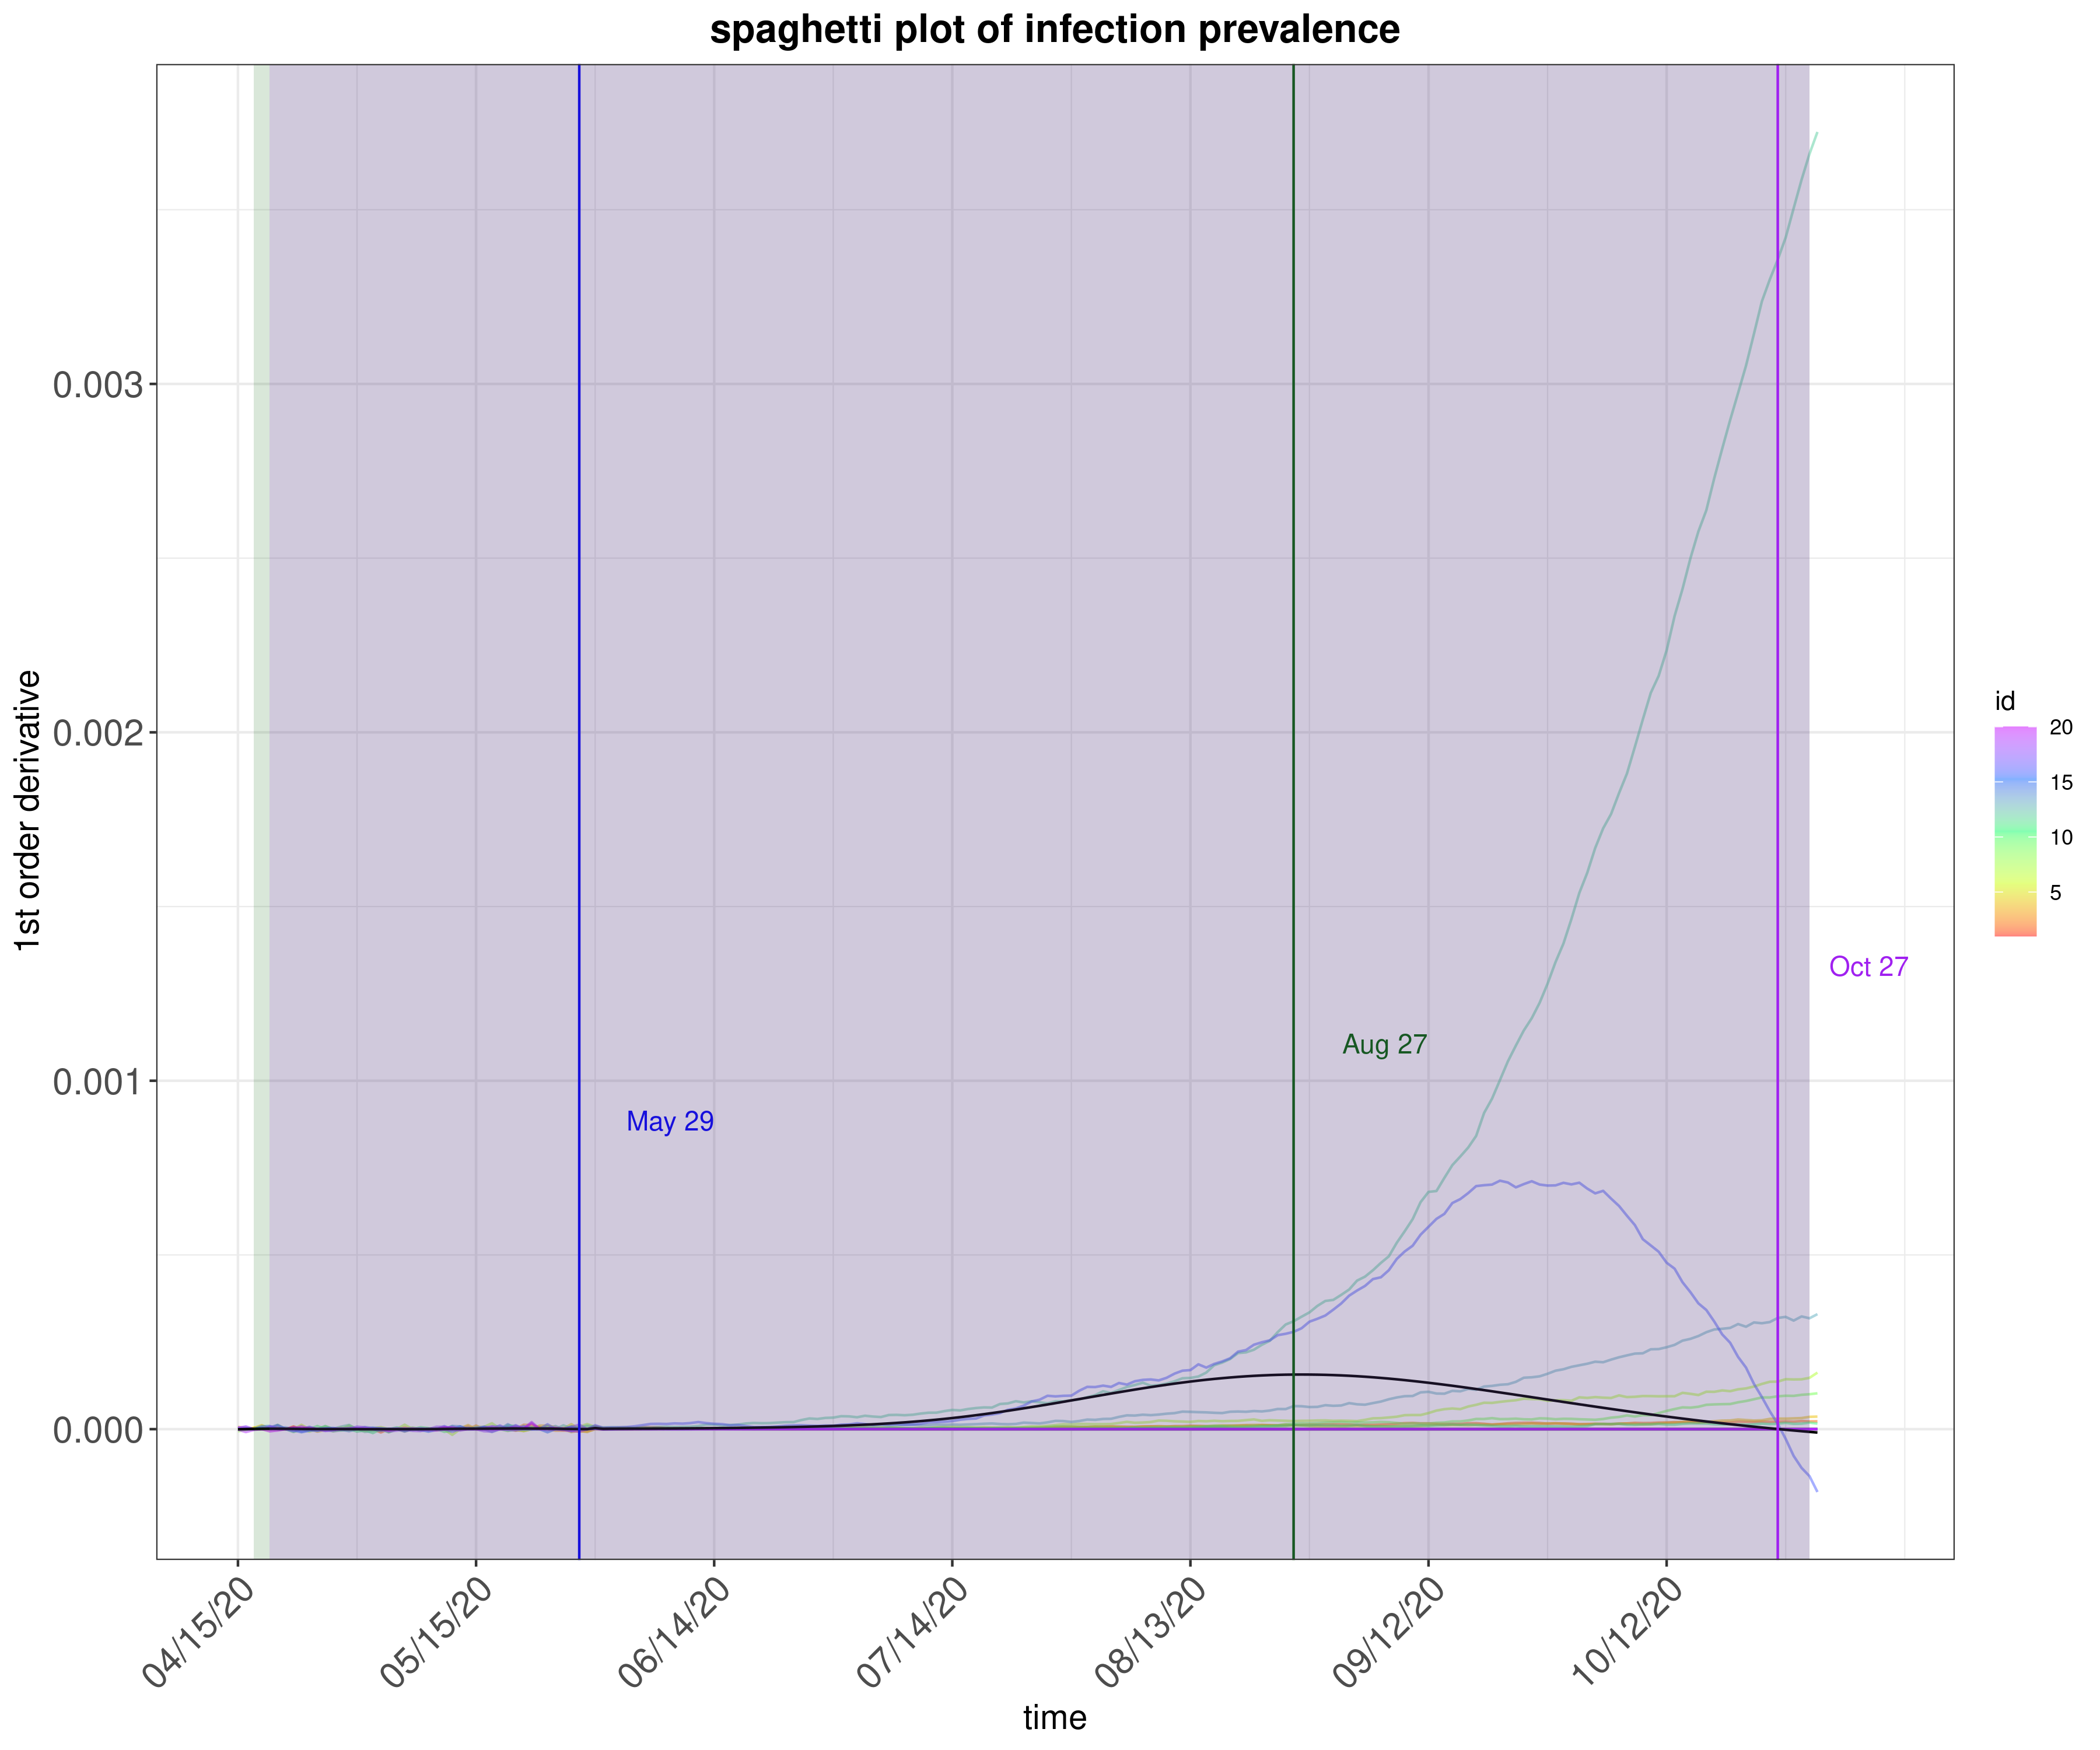 spaghetti plot of infection prevalence
1st order derivative
0.003
0.002
0.001
0.000
May 29
Aug 27
Oct 27
id
20
15
10
5
04/15/20
05/15/20
06/14/20
07/14/20
08/13/20
09/12/20
10/12/20
time